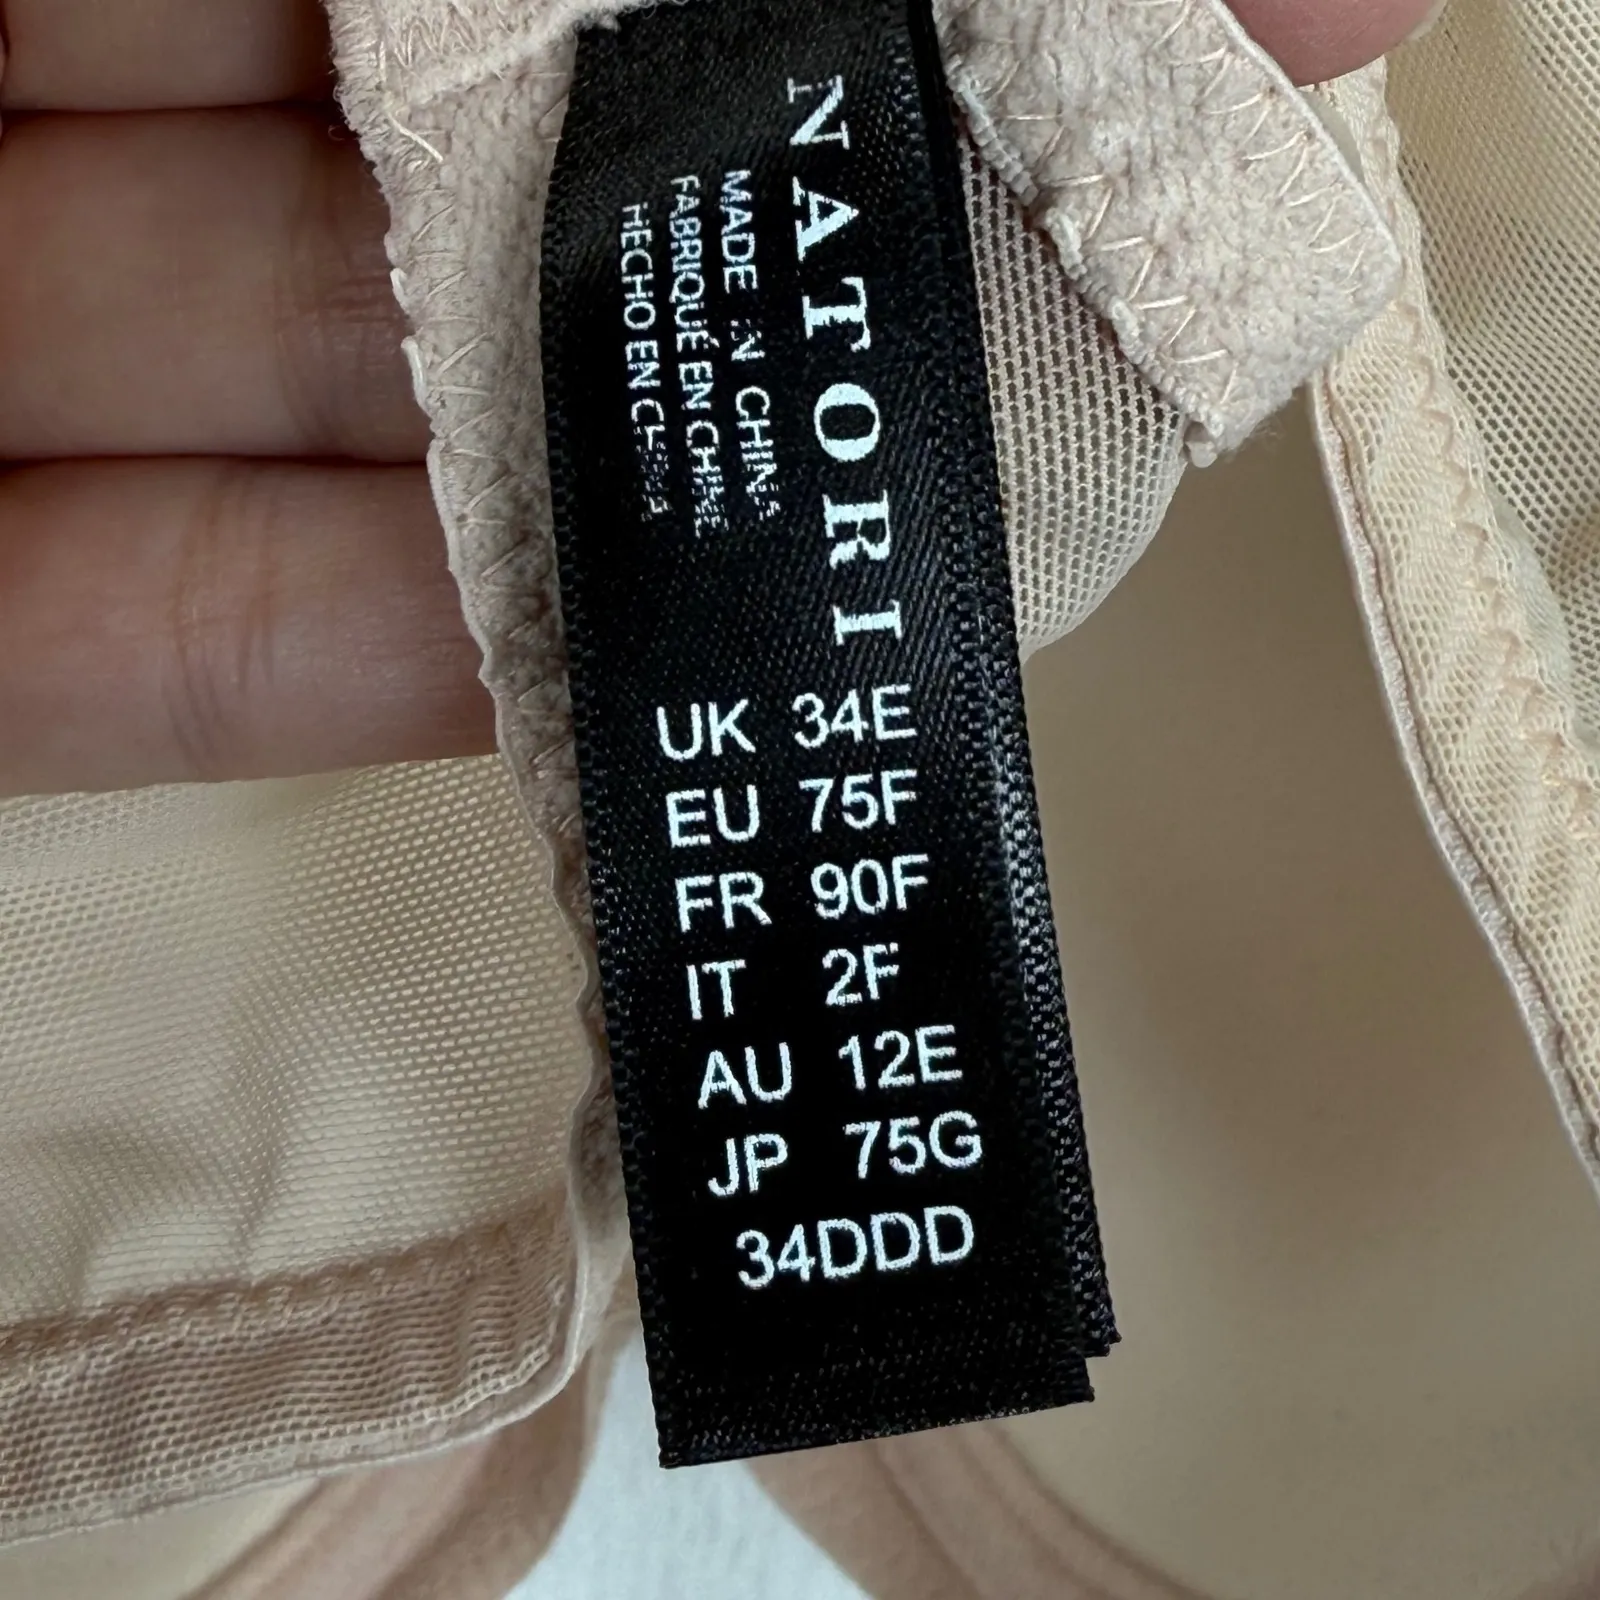 NATORI
MADE IN CHINA
FABRIQUÉ EN CHINE
HECHO EN CHINA
UK 34E
EU 75F
FR 90F
IT 2F
AU 12E
JP 75G
34DDD